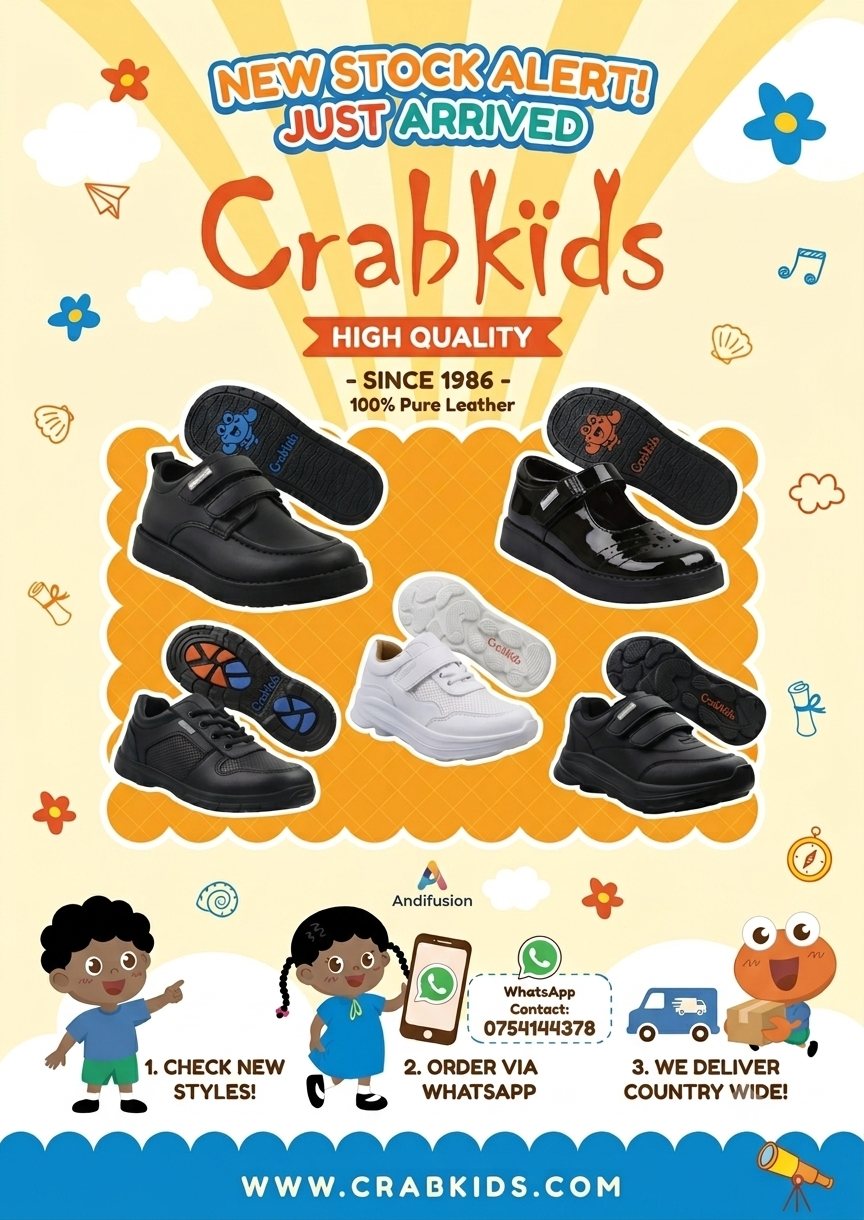 NEW STOCK ALERT!
JUST ARRIVED
Crabkïds
HIGH QUALITY
- SINCE 1986 -
100% Pure Leather
Crabkids
Crabkids
Crabkids
Crabkids
Crabkids
Andifusion
WhatsApp
Contact:
0754144378
1. CHECK NEW
STYLES!
2. ORDER VIA
WHATSAPP
3. WE DELIVER
COUNTRY WIDE!
WWW.CRABKIDS.COM